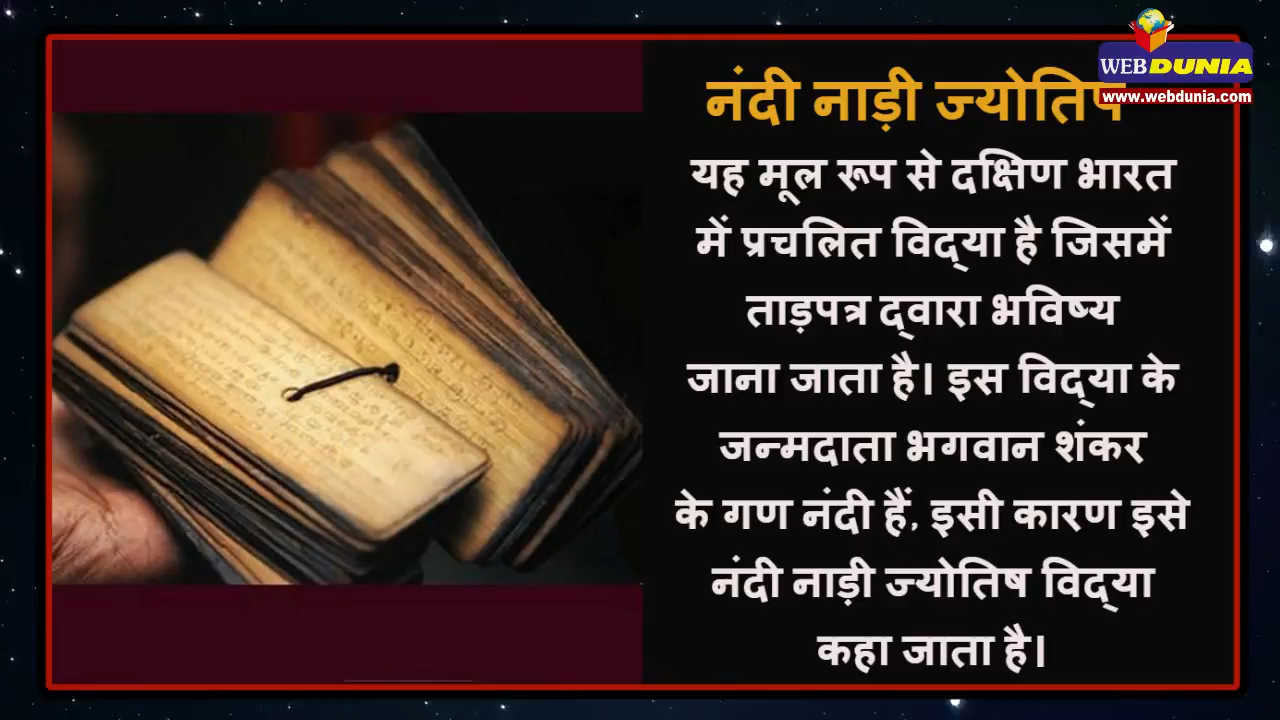 WEBDUNIA
www.webdunia.com
नंदी नाड़ी ज्योतिष
यह मूल रूप से दक्षिण भारत
में प्रचलित विद्‌या है जिसमें
ताड़पत्र द्‌वारा भविष्य
जाना जाता है। इस विद्‌या के
जन्मदाता भगवान शंकर
के गण नंदी हैं, इसी कारण इसे
नंदी नाड़ी ज्योतिष विद्‌या
कहा जाता है।